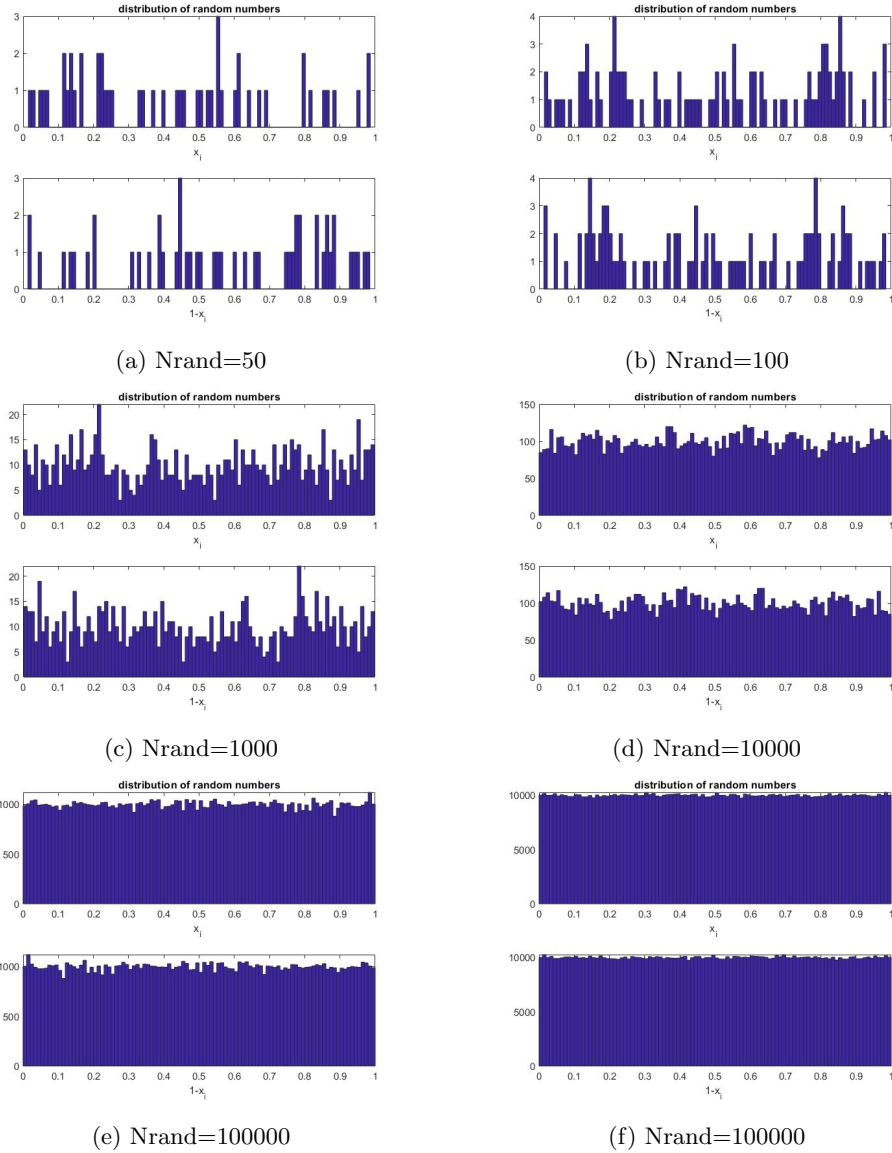 distribution of random numbers
3
2
1
0
0 0.1 0.2 0.3 0.4 0.5 0.6 0.7 0.8 0.9 1
x_i
3
2
1
0
0 0.1 0.2 0.3 0.4 0.5 0.6 0.7 0.8 0.9 1
1-x_i
(a) Nrand=50
distribution of random numbers
4
3
2
1
0
0 0.1 0.2 0.3 0.4 0.5 0.6 0.7 0.8 0.9 1
x_i
4
3
2
1
0
0 0.1 0.2 0.3 0.4 0.5 0.6 0.7 0.8 0.9 1
1-x_i
(b) Nrand=100
distribution of random numbers
20
15
10
5
0
0 0.1 0.2 0.3 0.4 0.5 0.6 0.7 0.8 0.9 1
x_i
20
15
10
5
0
0 0.1 0.2 0.3 0.4 0.5 0.6 0.7 0.8 0.9 1
1-x_i
(c) Nrand=1000
distribution of random numbers
150
100
50
0
0 0.1 0.2 0.3 0.4 0.5 0.6 0.7 0.8 0.9 1
x_i
150
100
50
0
0 0.1 0.2 0.3 0.4 0.5 0.6 0.7 0.8 0.9 1
1-x_i
(d) Nrand=10000
distribution of random numbers
1000
500
0
0 0.1 0.2 0.3 0.4 0.5 0.6 0.7 0.8 0.9 1
x_i
1000
500
0
0 0.1 0.2 0.3 0.4 0.5 0.6 0.7 0.8 0.9 1
1-x_i
(e) Nrand=100000
distribution of random numbers
10000
5000
0
0 0.1 0.2 0.3 0.4 0.5 0.6 0.7 0.8 0.9 1
x_i
10000
5000
0
0 0.1 0.2 0.3 0.4 0.5 0.6 0.7 0.8 0.9 1
1-x_i
(f) Nrand=100000